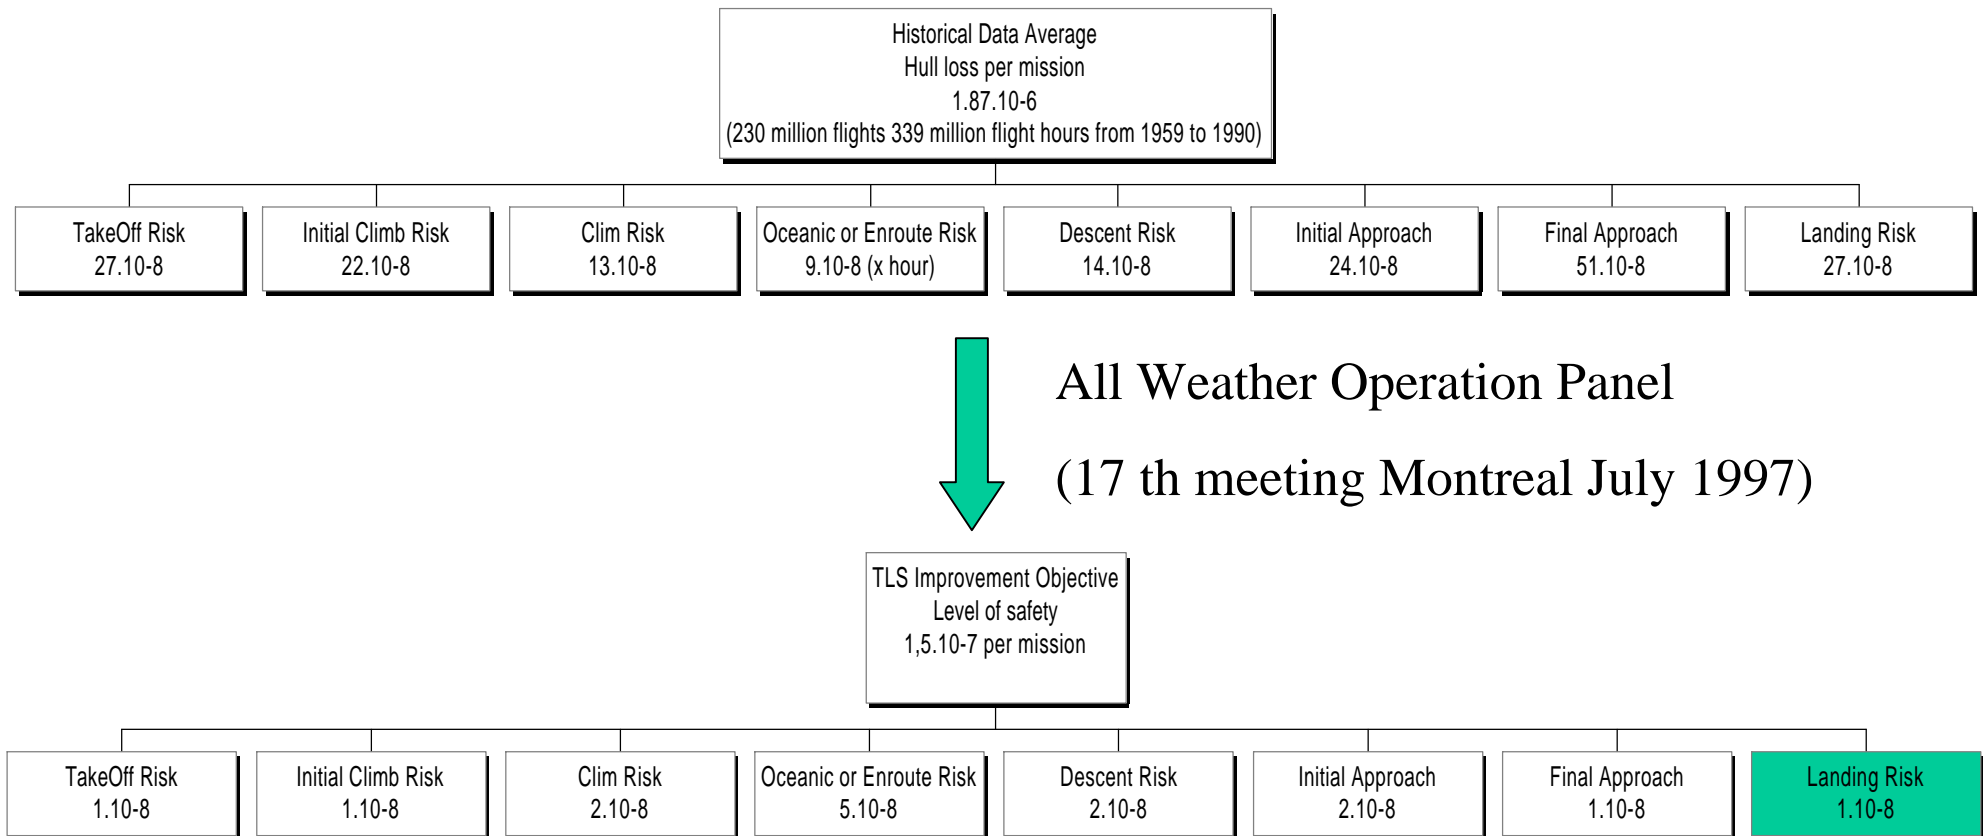 Historical Data Average
Hull loss per mission
1.87.10-6
(230 million flights 339 million flight hours from 1959 to 1990)
TakeOff Risk
27.10-8
Initial Climb Risk
22.10-8
Clim Risk
13.10-8
Oceanic or Enroute Risk
9.10-8 (x hour)
Descent Risk
14.10-8
Initial Approach
24.10-8
Final Approach
51.10-8
Landing Risk
27.10-8
All Weather Operation Panel
(17 th meeting Montreal July 1997)
TLS Improvement Objective
Level of safety
1,5.10-7 per mission
TakeOff Risk
1.10-8
Initial Climb Risk
1.10-8
Clim Risk
2.10-8
Oceanic or Enroute Risk
5.10-8
Descent Risk
2.10-8
Initial Approach
2.10-8
Final Approach
1.10-8
Landing Risk
1.10-8